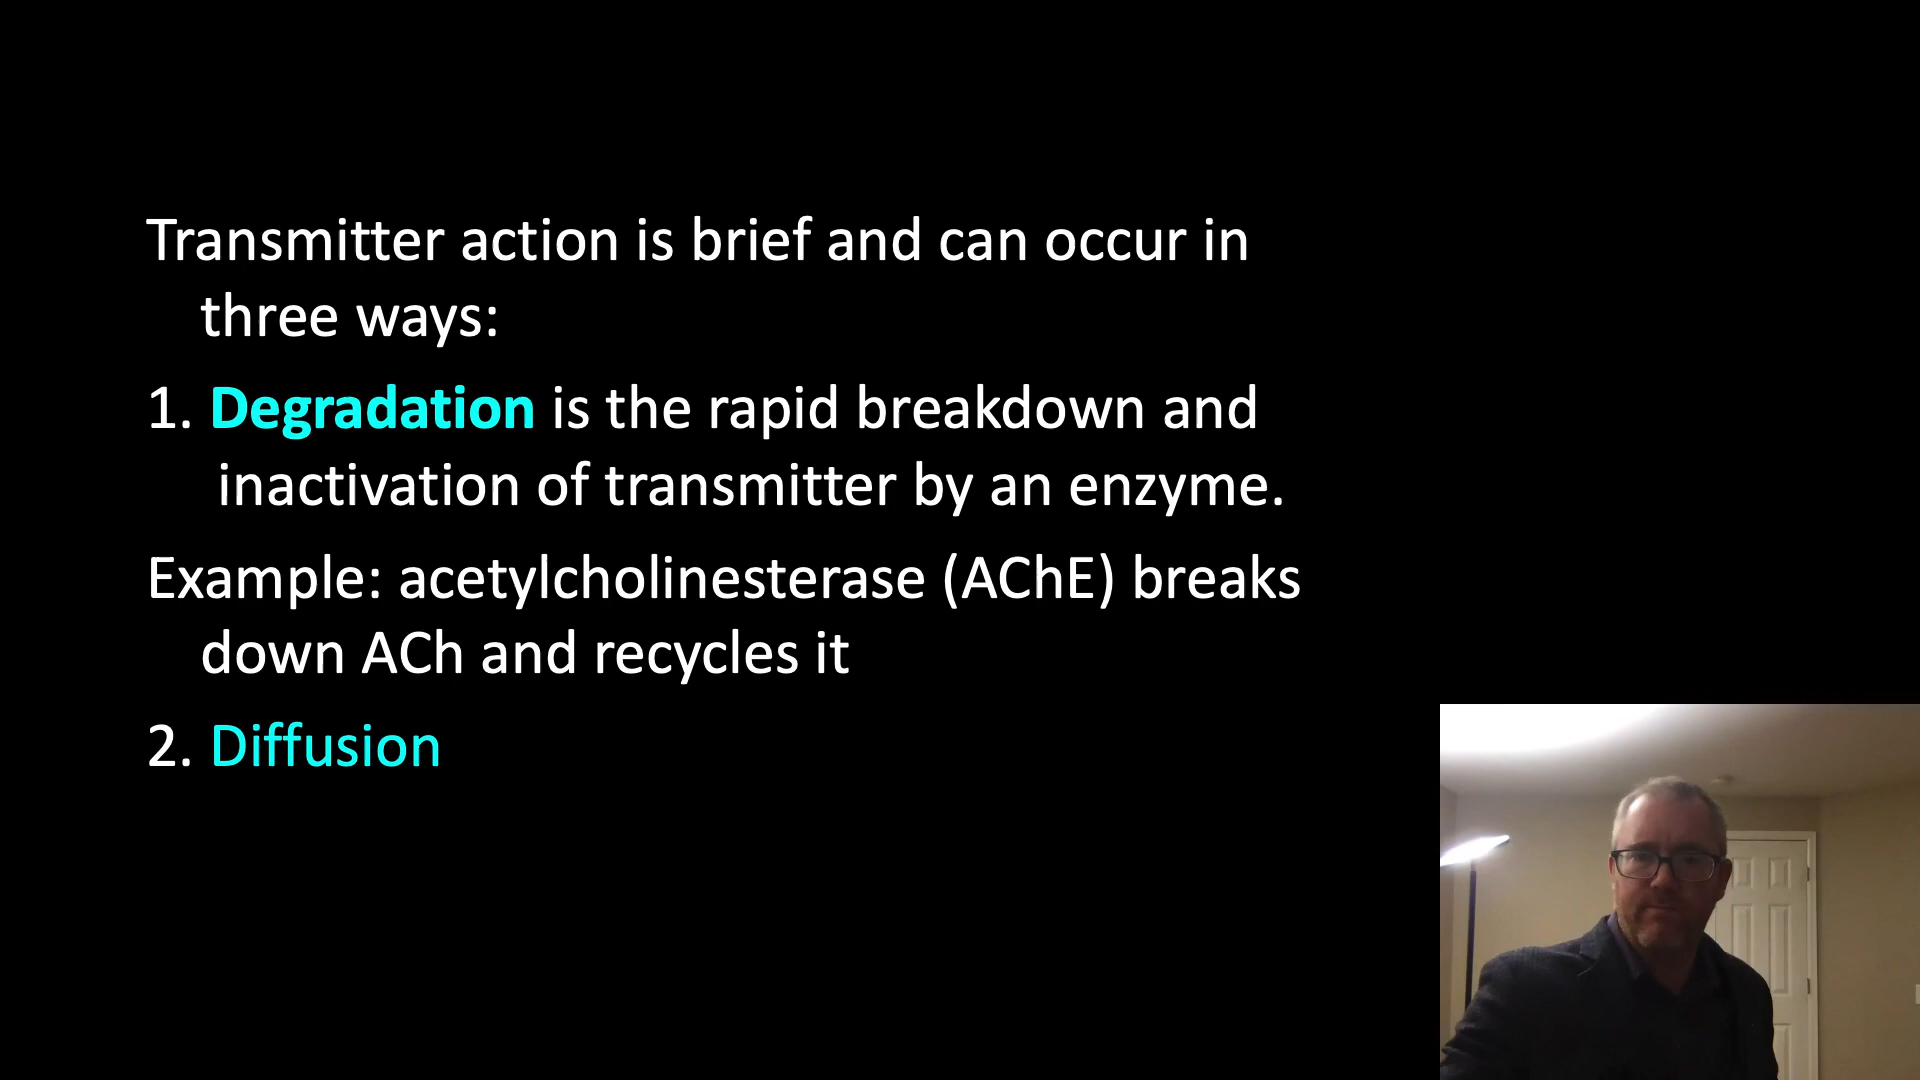 Transmitter action is brief and can occur in
three ways:
1. Degradation is the rapid breakdown and
inactivation of transmitter by an enzyme.
Example: acetylcholinesterase (AChE) breaks
down ACh and recycles it
2. Diffusion